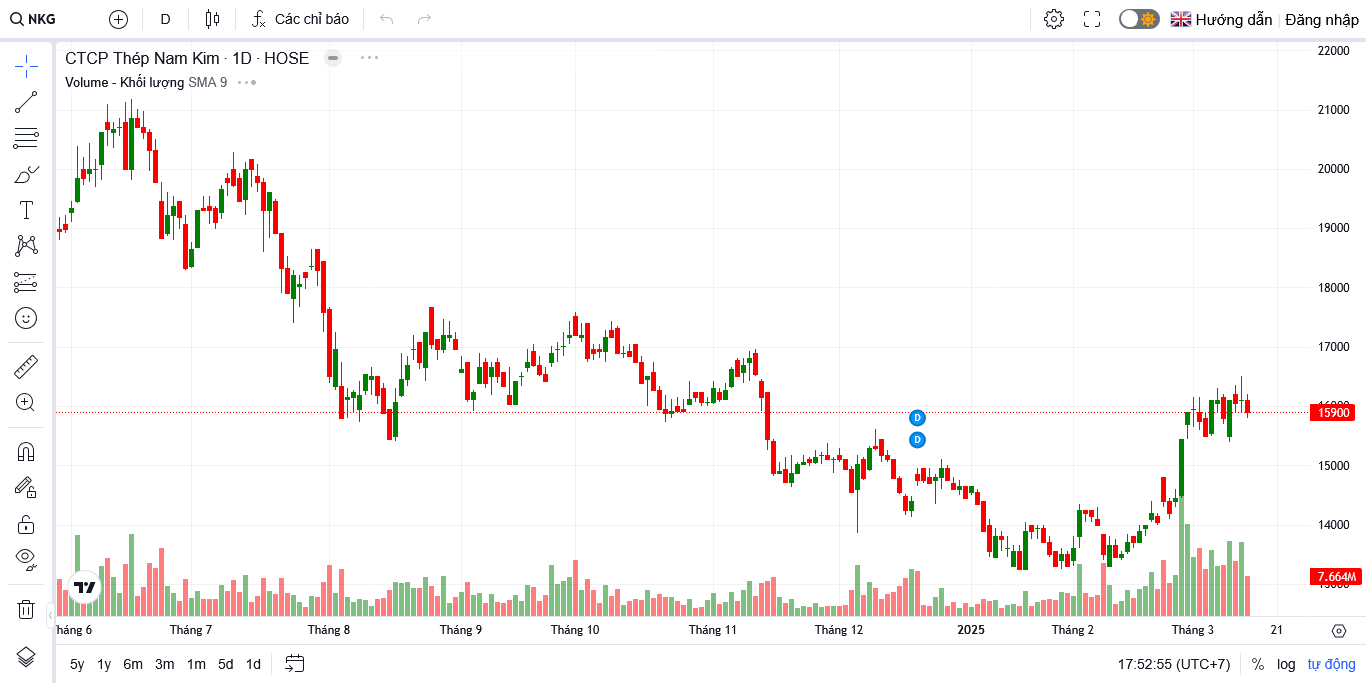 NKG D Các chỉ báo Hướng dẫn Đăng nhập
CTCP Thép Nam Kim · 1D · HOSE
Volume - Khối lượng SMA 9
22000
21000
20000
19000
18000
17000
15900
15000
14000
7.664M
D
D
háng 6 Tháng 7 Tháng 8 Tháng 9 Tháng 10 Tháng 11 Tháng 12 2025 Tháng 2 Tháng 3 21
5y 1y 6m 3m 1m 5d 1d 17:52:55 (UTC+7) % log tự động